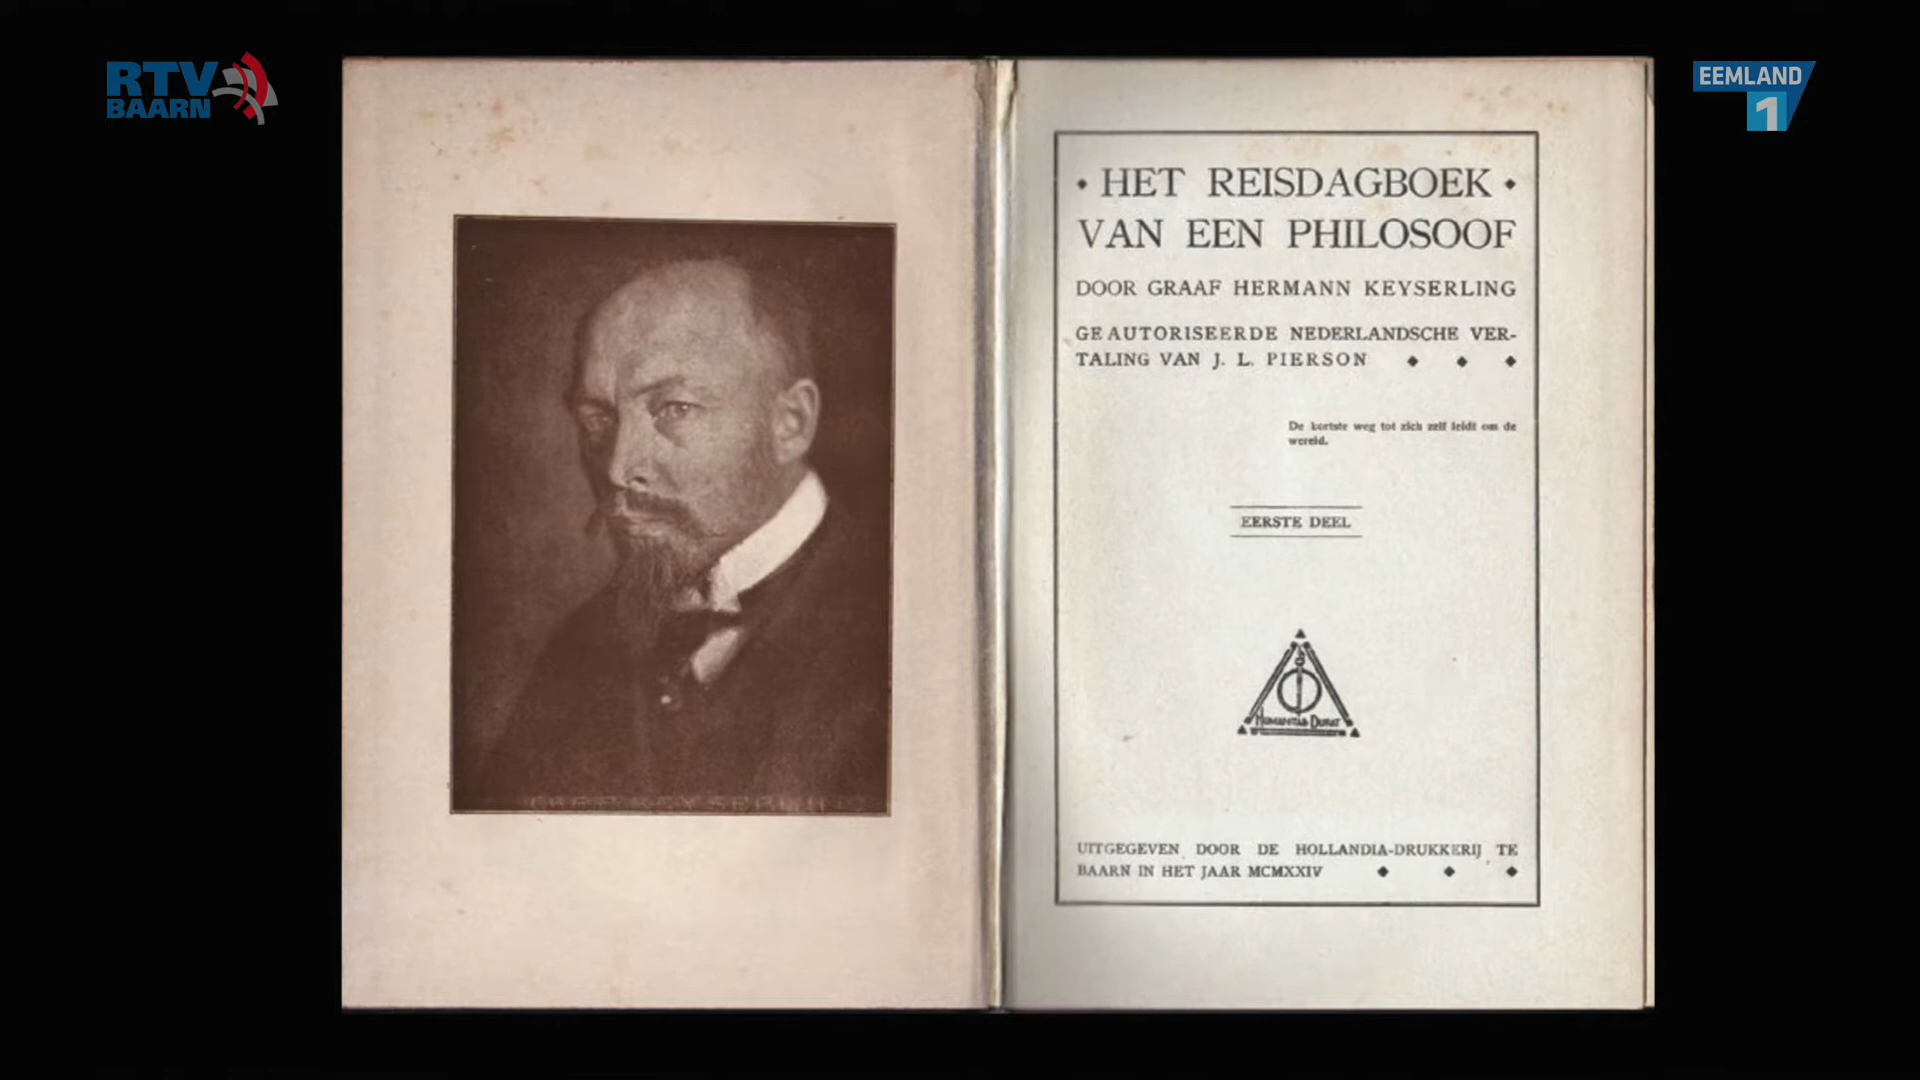 RTV
BAARN
EEMLAND
1
HET REISDAGBOEK
VAN EEN PHILOSOOF
DOOR GRAAF HERMANN KEYSERLING
GEAUTORISEERDE NEDERLANDSCHE VER-
TALING VAN J. L. PIERSON
De kortste weg tot zich zelf leidt om de
wereld.
EERSTE DEEL
HUMANITAS DURAT
UITGEGEVEN DOOR DE HOLLANDIA-DRUKKERIJ TE
BAARN IN HET JAAR MCMXXIV